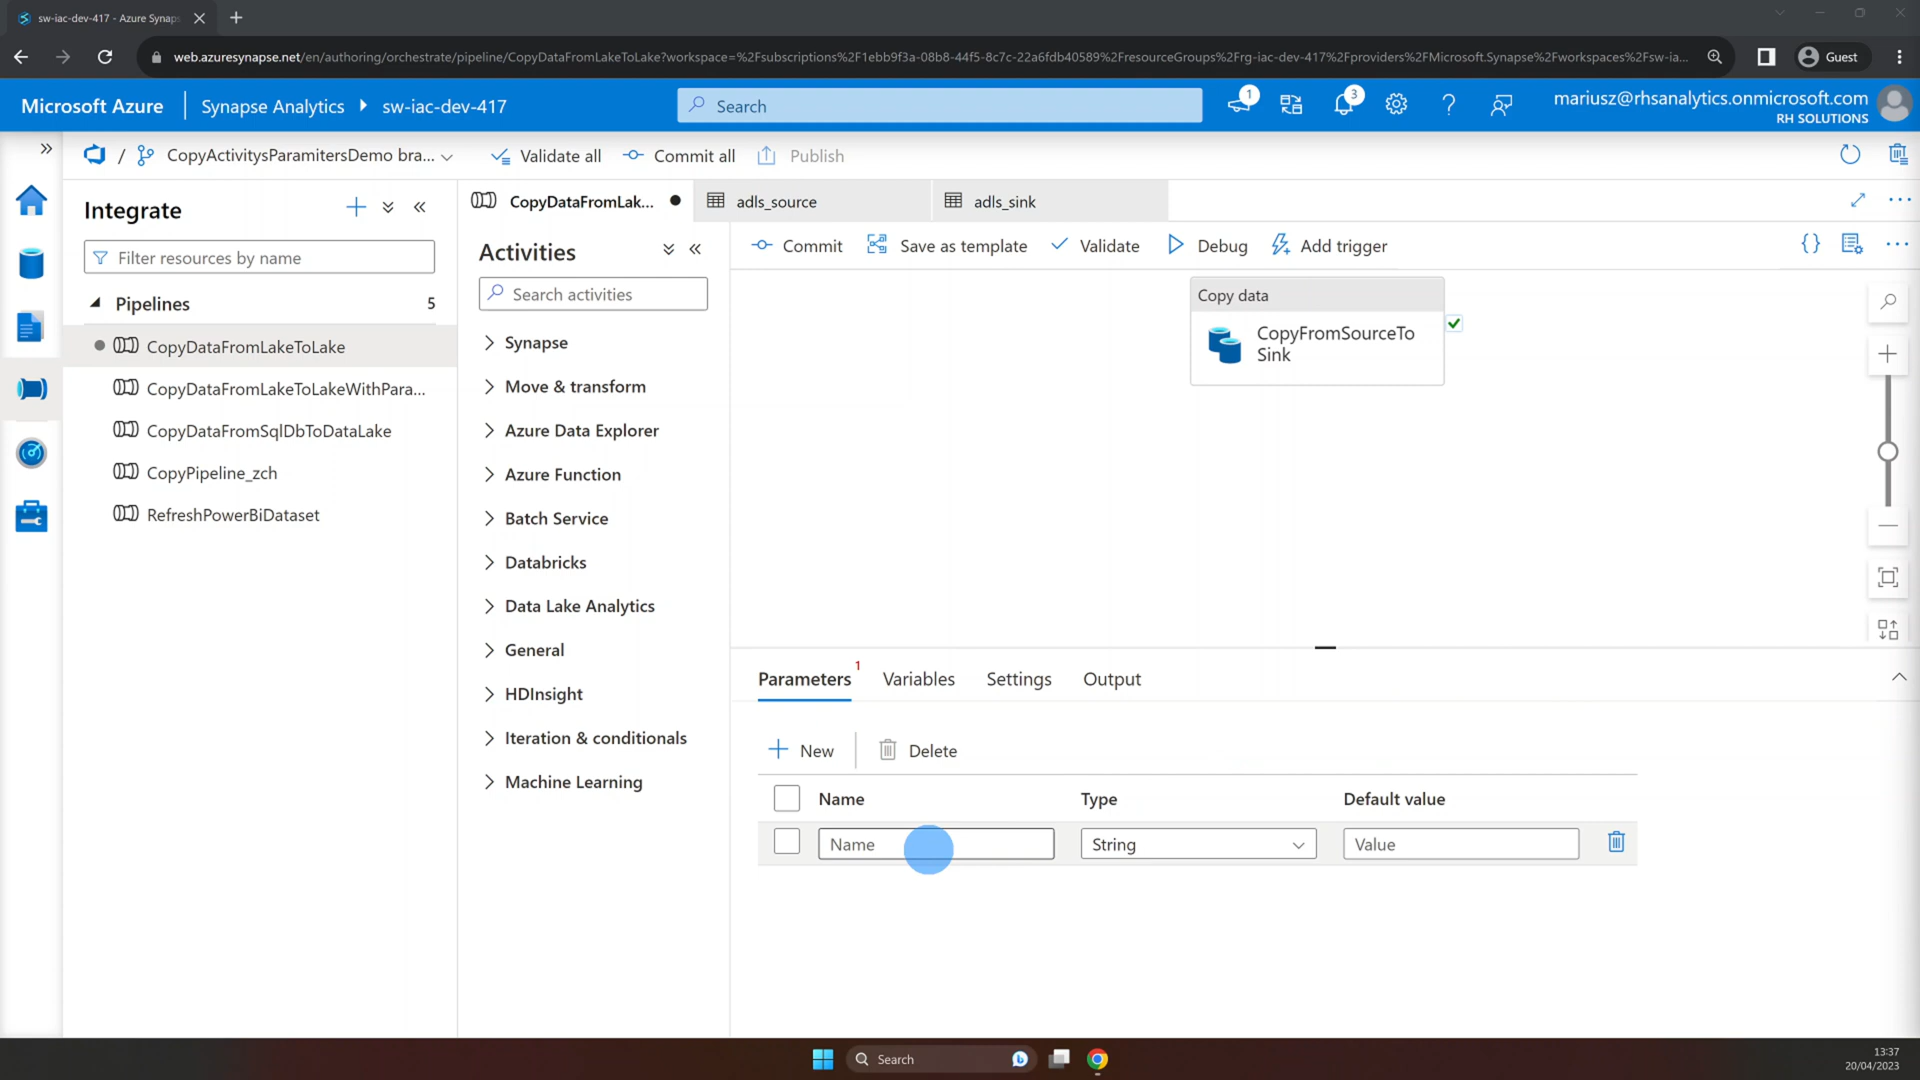 sw-iac-dev-417 - Azure Synaps
web.azuresynapse.net/en/authoring/orchestrate/pipeline/CopyDataFromLakeToLake?workspace=%2Fsubscriptions%2F1ebb9f3a-08b8-44f5-8c7c-22a6fdb40589%2FresourceGroups%2Frg-iac-dev-417%2Fproviders%2FMicrosoft.Synapse%2Fworkspaces%2Fsw-ia...
Guest
Microsoft Azure
Synapse Analytics
sw-iac-dev-417
Search
1
3
?
mariusz@rhsanalytics.onmicrosoft.com
RH SOLUTIONS
/
CopyActivitysParamitersDemo bra...
Validate all
Commit all
Publish
Integrate
Filter resources by name
Pipelines
5
CopyDataFromLakeToLake
CopyDataFromLakeToLakeWithPara...
CopyDataFromSqlDbToDataLake
CopyPipeline_zch
RefreshPowerBiDataset
CopyDataFromLak...
adls_source
adls_sink
Activities
Search activities
Synapse
Move & transform
Azure Data Explorer
Azure Function
Batch Service
Databricks
Data Lake Analytics
General
HDInsight
Iteration & conditionals
Machine Learning
Commit
Save as template
Validate
Debug
Add trigger
{}
Copy data
CopyFromSourceTo
Sink
Parameters
1
Variables
Settings
Output
New
Delete
Name
Type
Default value
Name
String
Value
Search
13:37
20/04/2023